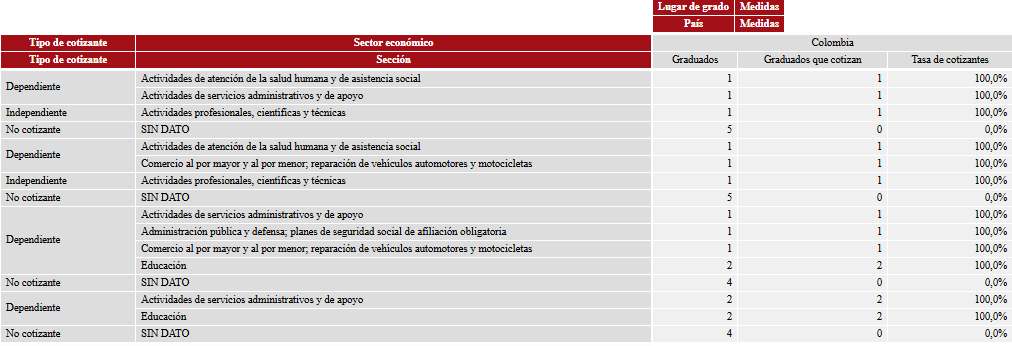 Lugar de grado Medidas
País Medidas
Tipo de cotizante Sector económico Colombia
Tipo de cotizante Sección Graduados Graduados que cotizan Tasa de cotizantes
Dependiente Actividades de atención de la salud humana y de asistencia social 1 1 100,0%
Actividades de servicios administrativos y de apoyo 1 1 100,0%
Independiente Actividades profesionales, científicas y técnicas 1 1 100,0%
No cotizante SIN DATO 5 0 0,0%
Dependiente Actividades de atención de la salud humana y de asistencia social 1 1 100,0%
Comercio al por mayor y al por menor; reparación de vehículos automotores y motocicletas 1 1 100,0%
Independiente Actividades profesionales, científicas y técnicas 1 1 100,0%
No cotizante SIN DATO 5 0 0,0%
Dependiente Actividades de servicios administrativos y de apoyo 1 1 100,0%
Administración pública y defensa; planes de seguridad social de afiliación obligatoria 1 1 100,0%
Comercio al por mayor y al por menor; reparación de vehículos automotores y motocicletas 1 1 100,0%
Educación 2 2 100,0%
No cotizante SIN DATO 4 0 0,0%
Dependiente Actividades de servicios administrativos y de apoyo 2 2 100,0%
Educación 2 2 100,0%
No cotizante SIN DATO 4 0 0,0%